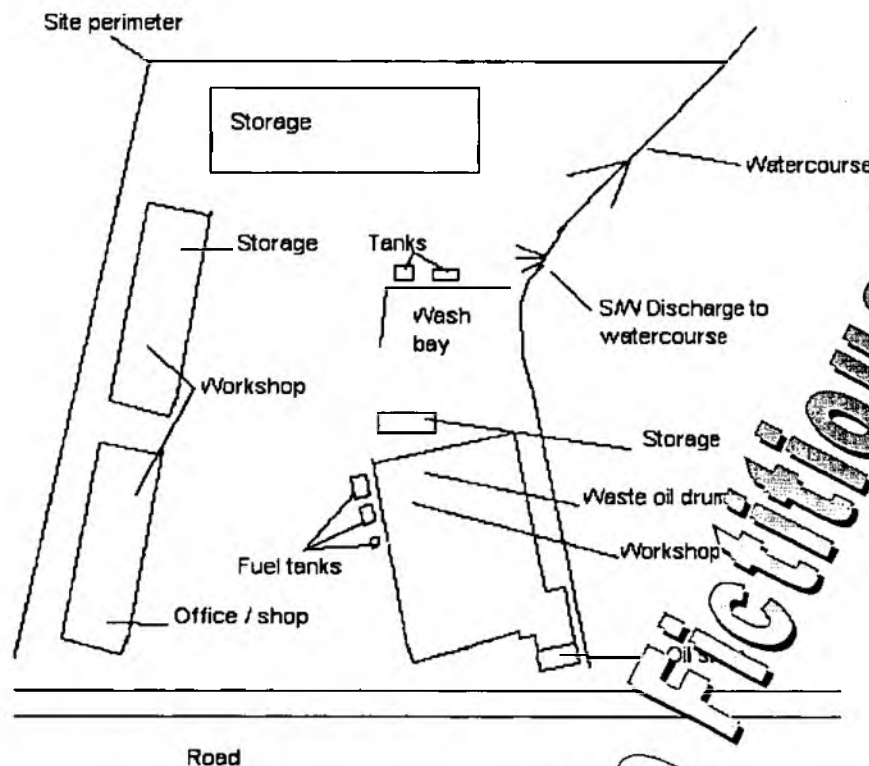 Site perimeter
Storage
Watercourse
Storage
Tanks
S/W Discharge to
watercourse
Wash
bay
Workshop
Storage
Waste oil drum
Workshop
Fuel tanks
Office / shop
Oil
Road
Fictitious